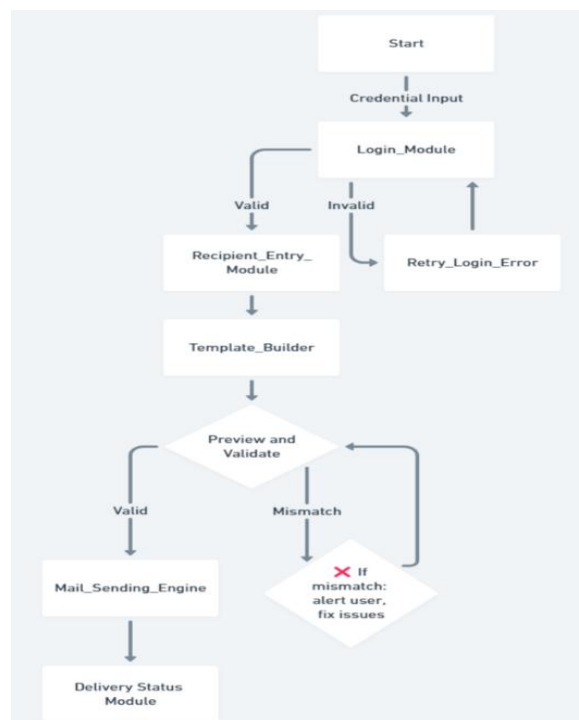 Start
Credential Input
Login_Module
Valid
Invalid
Recipient_Entry_
Module
Retry_Login_Error
Template_Builder
Preview and
Validate
Valid
Mismatch
Mail_Sending_Engine
❌ If
mismatch:
alert user,
fix issues
Delivery Status
Module